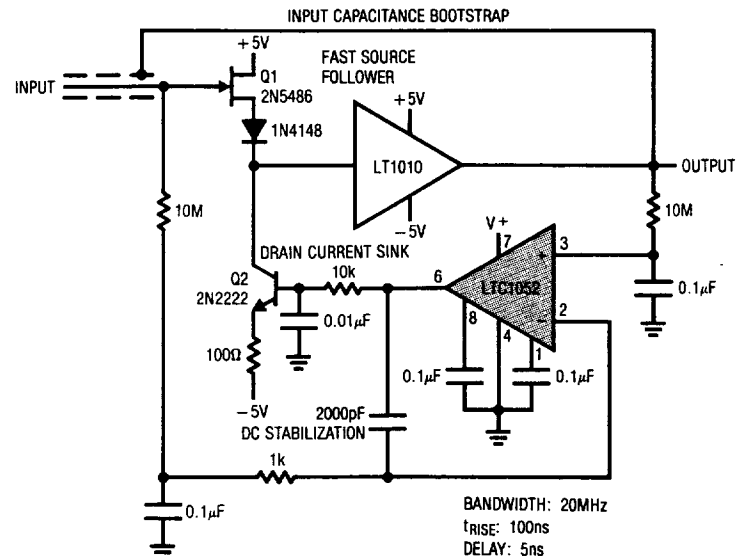 INPUT CAPACITANCE BOOTSTRAP
+5V
FAST SOURCE
FOLLOWER
INPUT
Q1
2N5486
1N4148
+5V
LT1010
OUTPUT
-5V
10M
10M
V+
7
3
+
DRAIN CURRENT SINK
Q2
2N2222
10k
6
LTC1052
0.1µF
2
-
8
4
1
0.01µF
100Ω
0.1µF
0.1µF
-5V
2000pF
DC STABILIZATION
1k
0.1µF
BANDWIDTH: 20MHz
tRISE: 100ns
DELAY: 5ns